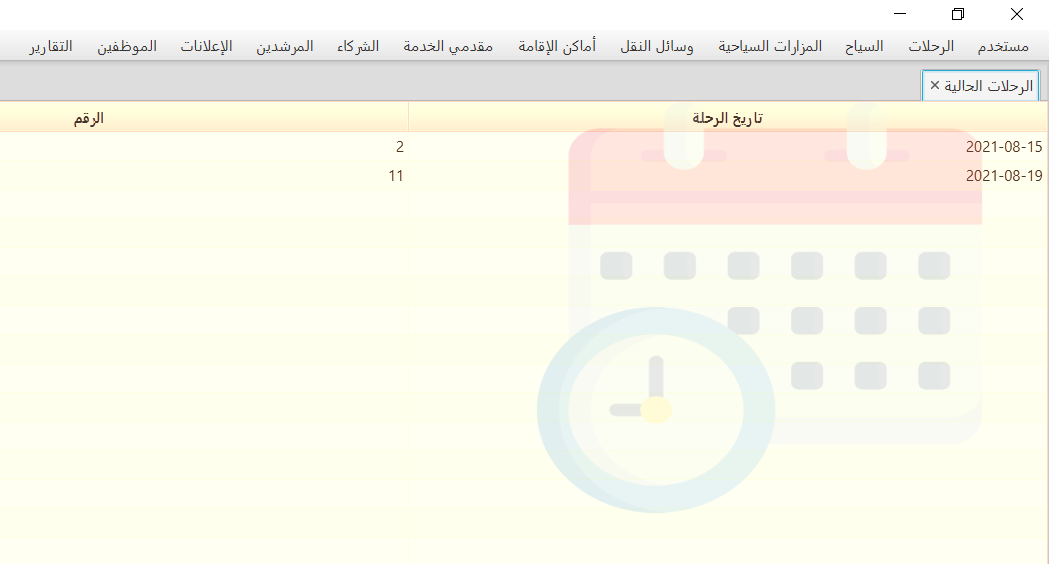 مستخدم الرحلات السياح المزارات السياحية وسائل النقل أماكن الإقامة مقدمي الخدمة الشركاء المرشدين الإعلانات الموظفين التقارير
الرحلات الحالية ×
تاريخ الرحلة الرقم
2021-08-15 2
2021-08-19 11